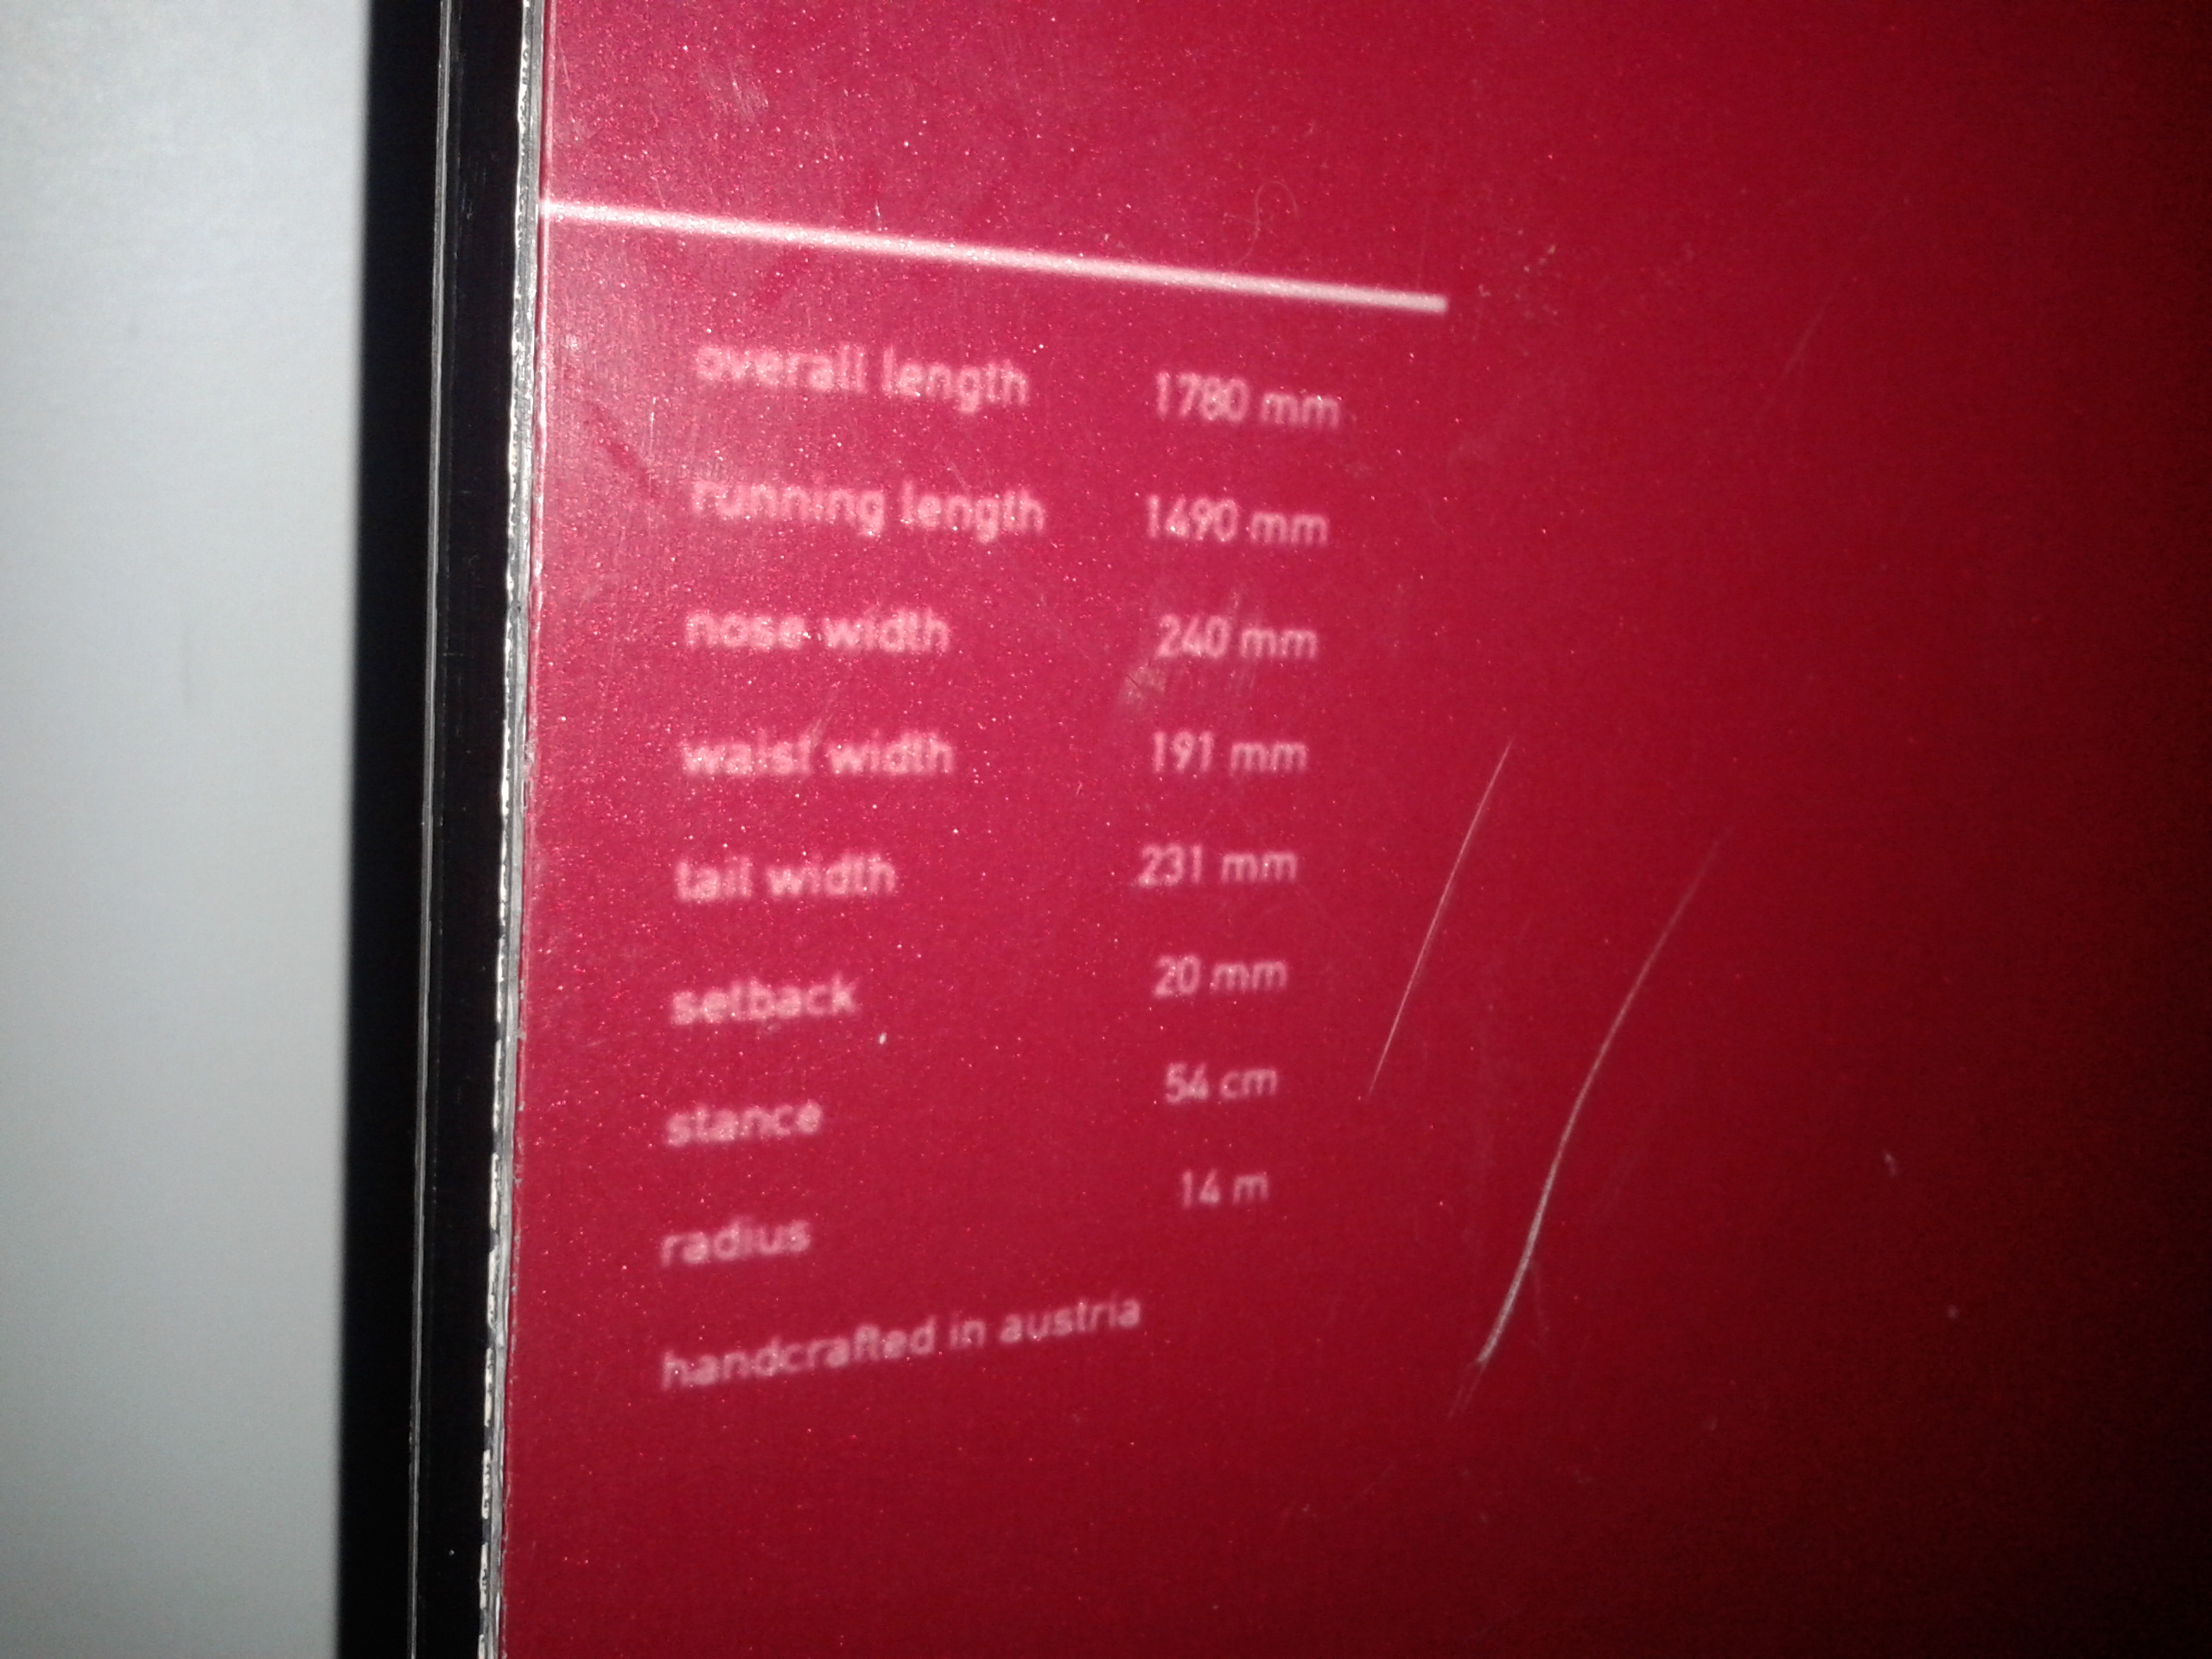 overall length 1780 mm
running length 1490 mm
nose width 240 mm
waist width 191 mm
tail width 231 mm
setback 20 mm
stance 54 cm
radius 14 m
handcrafted in austria